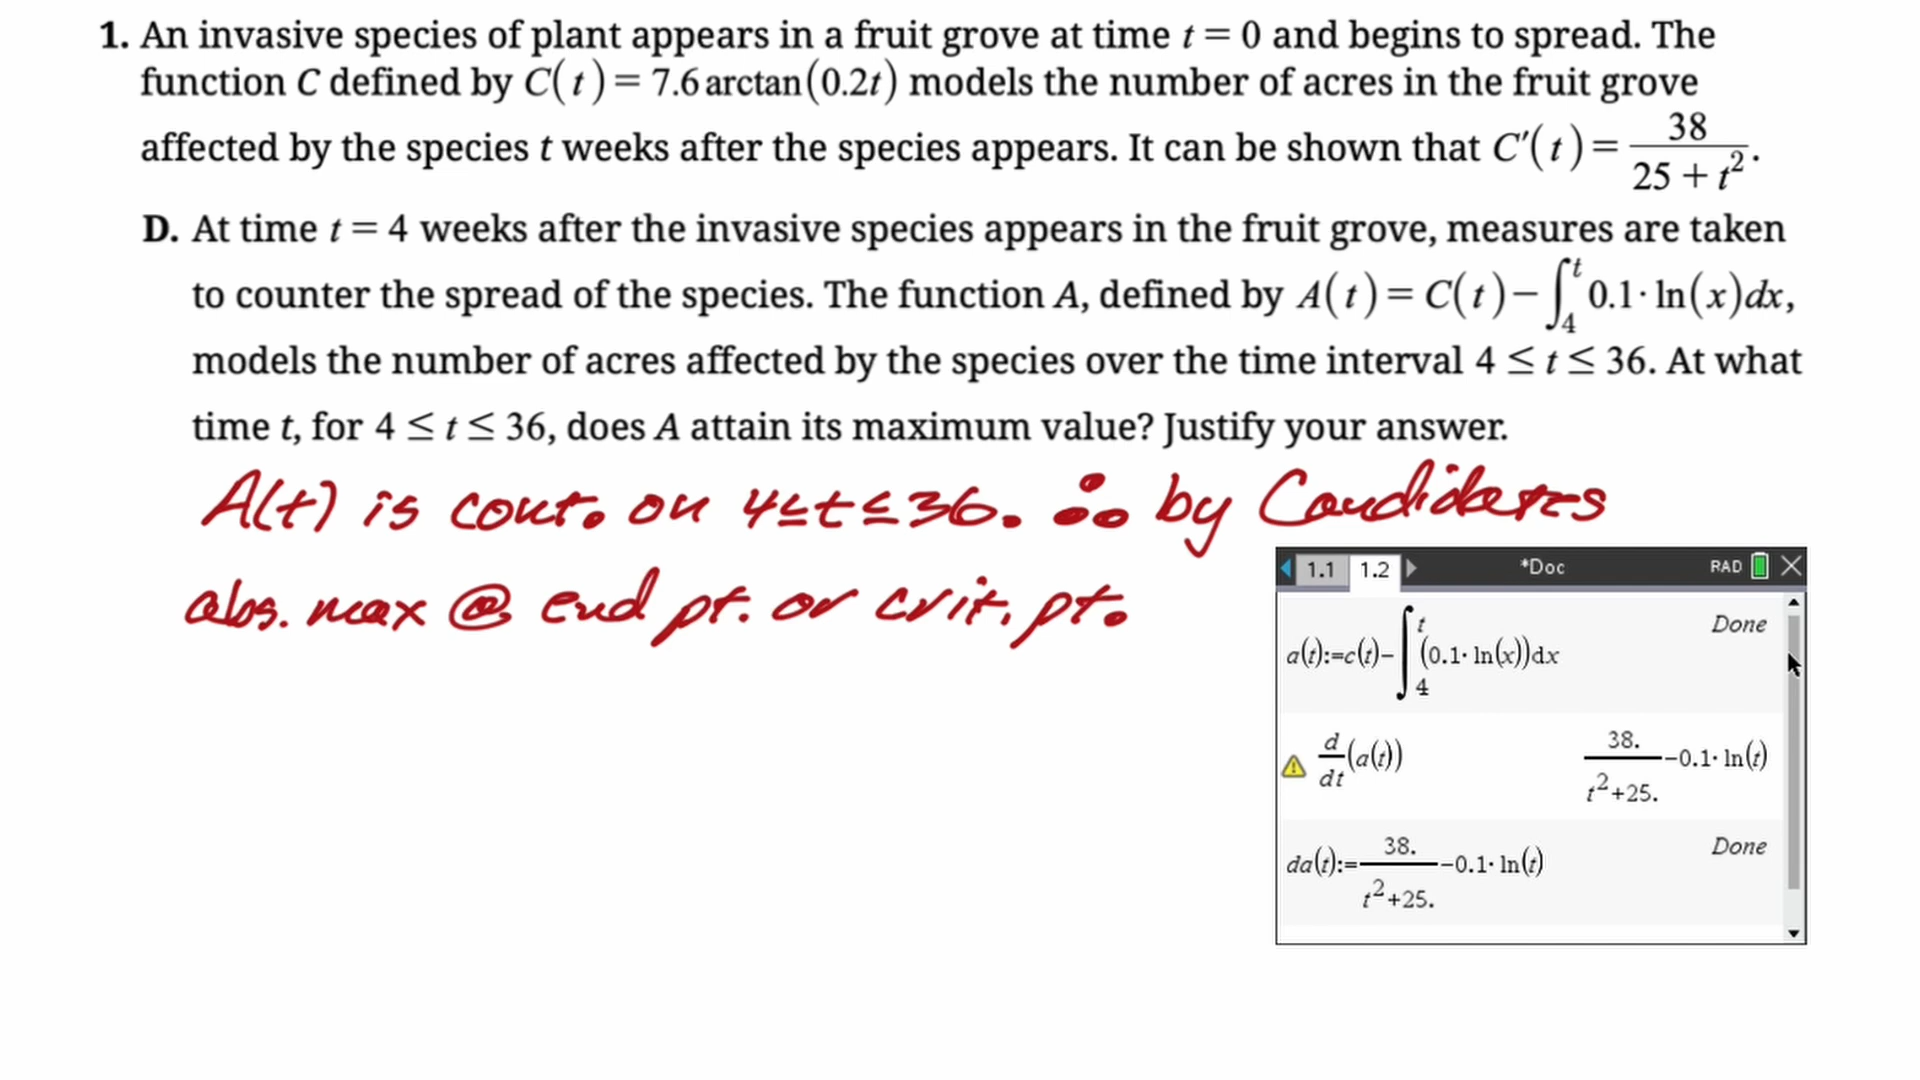 1. An invasive species of plant appears in a fruit grove at time t = 0 and begins to spread. The
function C defined by C(t) = 7.6 arctan(0.2t) models the number of acres in the fruit grove
affected by the species t weeks after the species appears. It can be shown that C′(t) = 38/(25 + t²).
D. At time t = 4 weeks after the invasive species appears in the fruit grove, measures are taken
to counter the spread of the species. The function A, defined by A(t) = C(t) − ∫₄ᵗ 0.1 · ln(x)dx,
models the number of acres affected by the species over the time interval 4 ≤ t ≤ 36. At what
time t, for 4 ≤ t ≤ 36, does A attain its maximum value? Justify your answer.
A(t) is cont. on 4≤t≤36. ∴ by Candidates
abs. max @ end pt. or crit. pt.
1.1 1.2 *Doc RAD
a(t):=c(t)−∫₄ᵗ(0.1·ln(x))dx Done
d/dt(a(t)) 38./(t²+25.)−0.1·ln(t)
da(t):=38./(t²+25.)−0.1·ln(t) Done